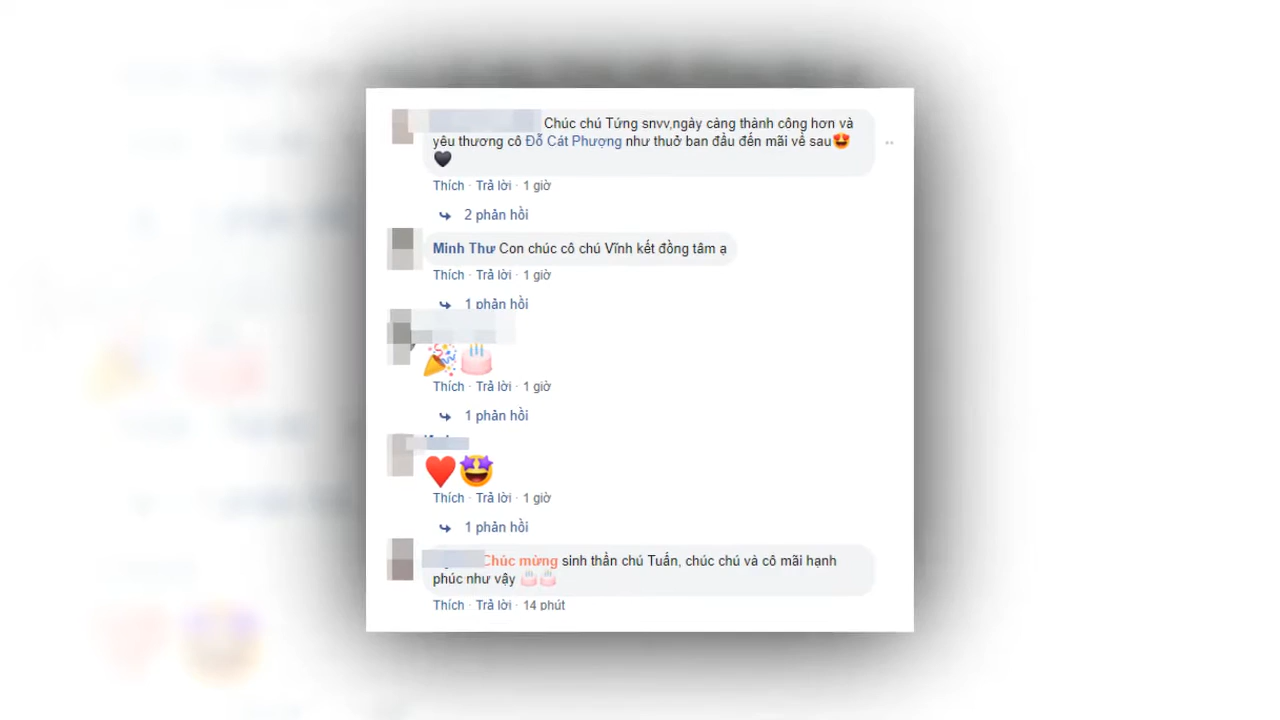 Chúc chú Tứng snvv,ngày càng thành công hơn và
yêu thương cô Đỗ Cát Phượng như thuở ban đầu đến mãi về sau😍
🖤
Thích · Trả lời · 1 giờ
2 phản hồi
Minh Thư Con chúc cô chú Vĩnh kết đồng tâm ạ
Thích · Trả lời · 1 giờ
1 phản hồi
🎉🎂
Thích · Trả lời · 1 giờ
1 phản hồi
❤️🤩
Thích · Trả lời · 1 giờ
1 phản hồi
Chúc mừng sinh thần chú Tuấn, chúc chú và cô mãi hạnh
phúc như vậy 🎂🎂
Thích · Trả lời · 14 phút